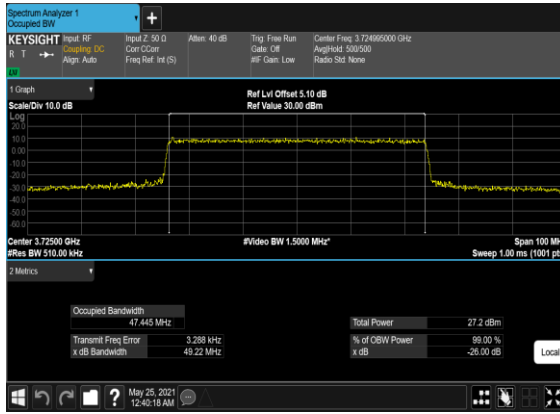 Spectrum Analyzer 1
Occupied BW
+
KEYSIGHT Input: RF Input Z: 50 Ω Atten: 40 dB Trig: Free Run Center Freq: 3.724995000 GHz
R T Coupling: DC Corr CCorr Gate: Off Avg|Hold: 500/500
Align: Auto Freq Ref: Int (S) #IF Gain: Low Radio Std: None
1 Graph
Ref Lvl Offset 5.10 dB
Scale/Div 10.0 dB Ref Value 30.00 dBm
Log
20.0
10.0
0.00
-10.0
-20.0
-30.0
-40.0
-50.0
-60.0
Center 3.72500 GHz #Video BW 1.5000 MHz* Span 100 MH
#Res BW 510.00 kHz Sweep 1.00 ms (1001 pt
2 Metrics
Occupied Bandwidth
47.445 MHz Total Power 27.2 dBm
Transmit Freq Error 3.288 kHz % of OBW Power 99.00 %
x dB Bandwidth 49.22 MHz x dB -26.00 dB
Local
? May 25, 2021
12:40:18 AM